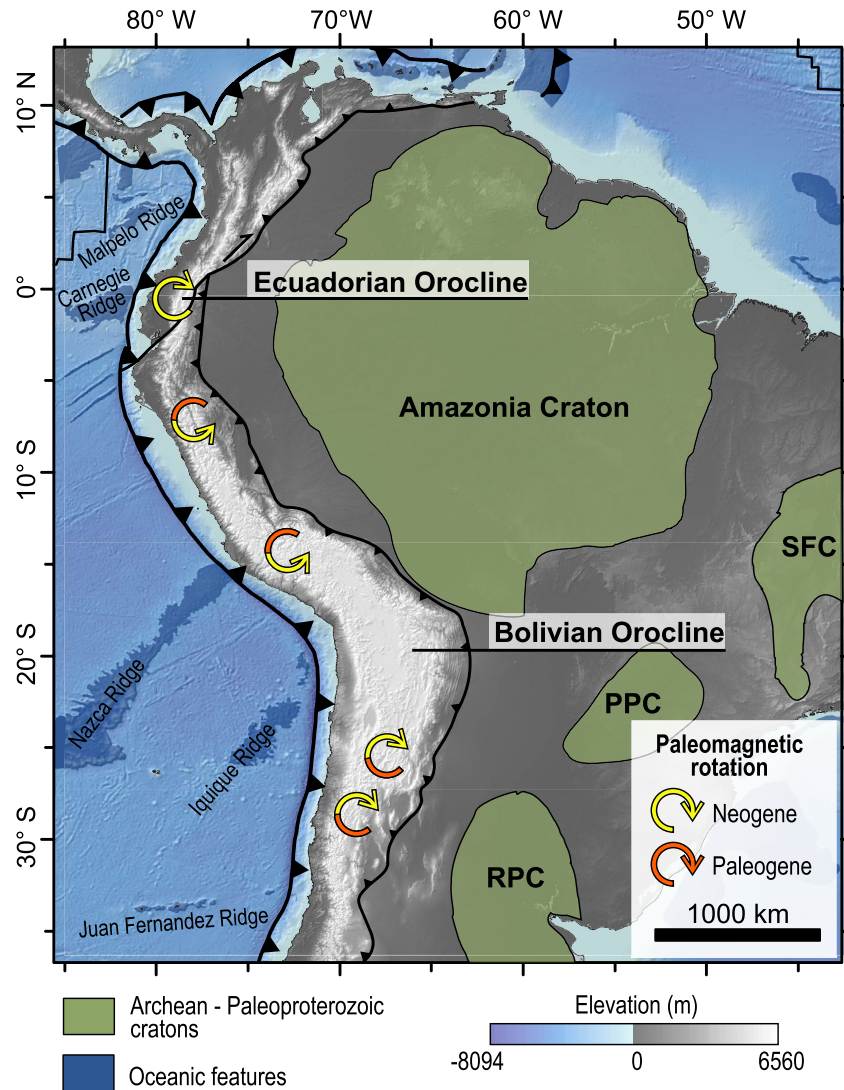 80° W 70°W 60° W 50° W
10° N
0°
10° S
20° S
30° S
Malpelo Ridge
Carnegie
Ridge
Ecuadorian Orocline
Amazonia Craton
SFC
Bolivian Orocline
Nazca Ridge
Iquique Ridge
PPC
RPC
Juan Fernandez Ridge
Paleomagnetic
rotation
Neogene
Paleogene
1000 km
Archean - Paleoproterozoic
cratons
Oceanic features
Elevation (m)
-8094 0 6560